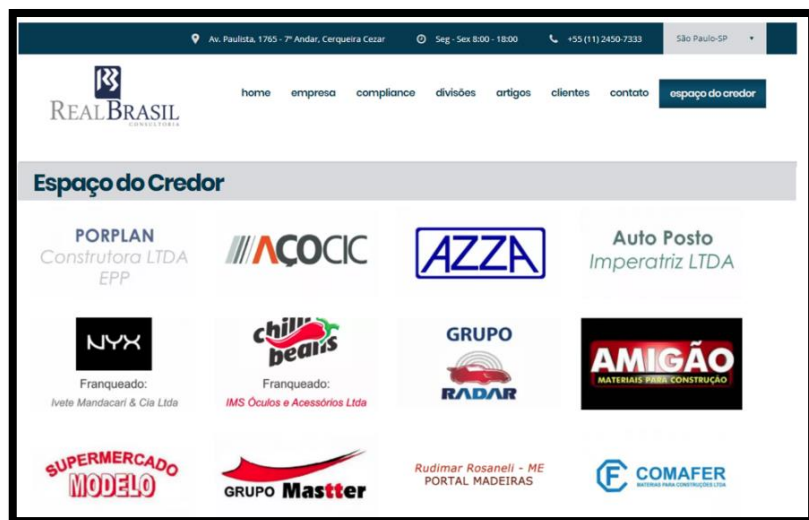 Av. Paulista, 1765 - 7º Andar, Cerqueira Cezar Seg - Sex 8:00 - 18:00 +55 (11) 2450-7333 São Paulo-SP
REALBRASIL
CONSULTORIA
home empresa compliance divisões artigos clientes contato espaço do credor
Espaço do Credor
PORPLAN
Construtora LTDA
EPP
AÇOCIC
AZZA
Auto Posto
Imperatriz LTDA
NYX
Franqueado:
Ivete Mandacari & Cia Ltda
chilli
beans
Franqueado:
IMS Óculos e Acessórios Ltda
GRUPO
RADAR
AMIGÃO
MATERIAIS PARA CONSTRUÇÃO
SUPERMERCADO
MODELO
GRUPO Mastter
Rudimar Rosaneli - ME
PORTAL MADEIRAS
COMAFER
MATERIAS PARA CONSTRUÇÕES LTDA